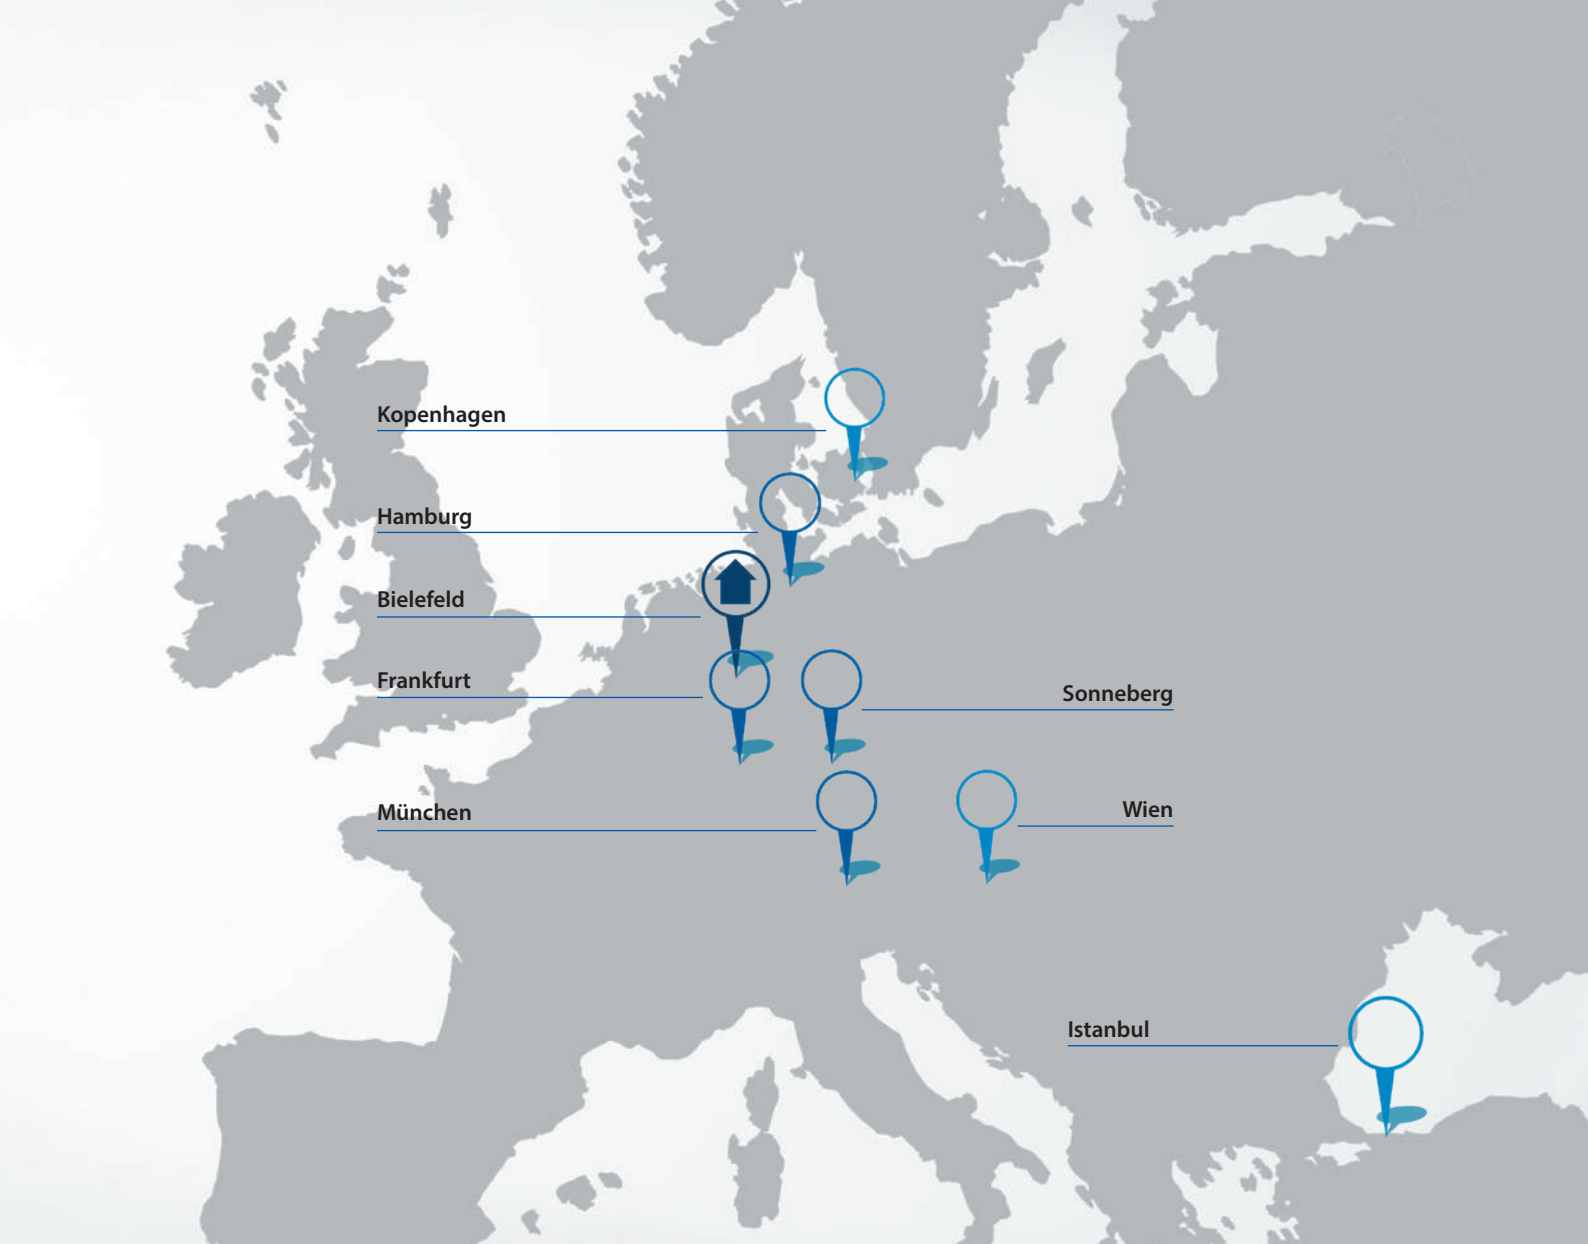 Kopenhagen
Hamburg
Bielefeld
Frankfurt
Sonneberg
München
Wien
Istanbul